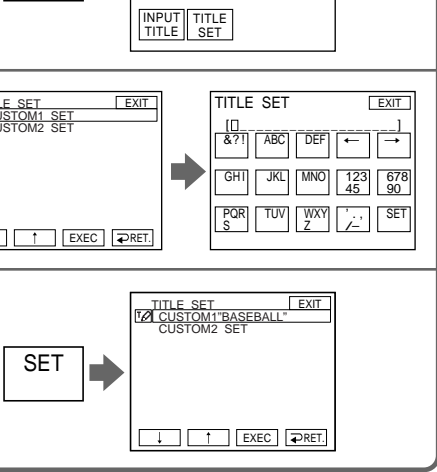 INPUT TITLE
TITLE SET
SET EXIT
CUSTOM2 SET
↑ EXEC ⮌RET.
TITLE SET EXIT
[▯_____________________]
&?! ABC DEF ← →
GHI JKL MNO 123 678
45 90
PQR TUV WXY ' . , SET
S Z /–
SET
TITLE SET EXIT
CUSTOM1"BASEBALL"
CUSTOM2 SET
↓ ↑ EXEC ⮌RET.